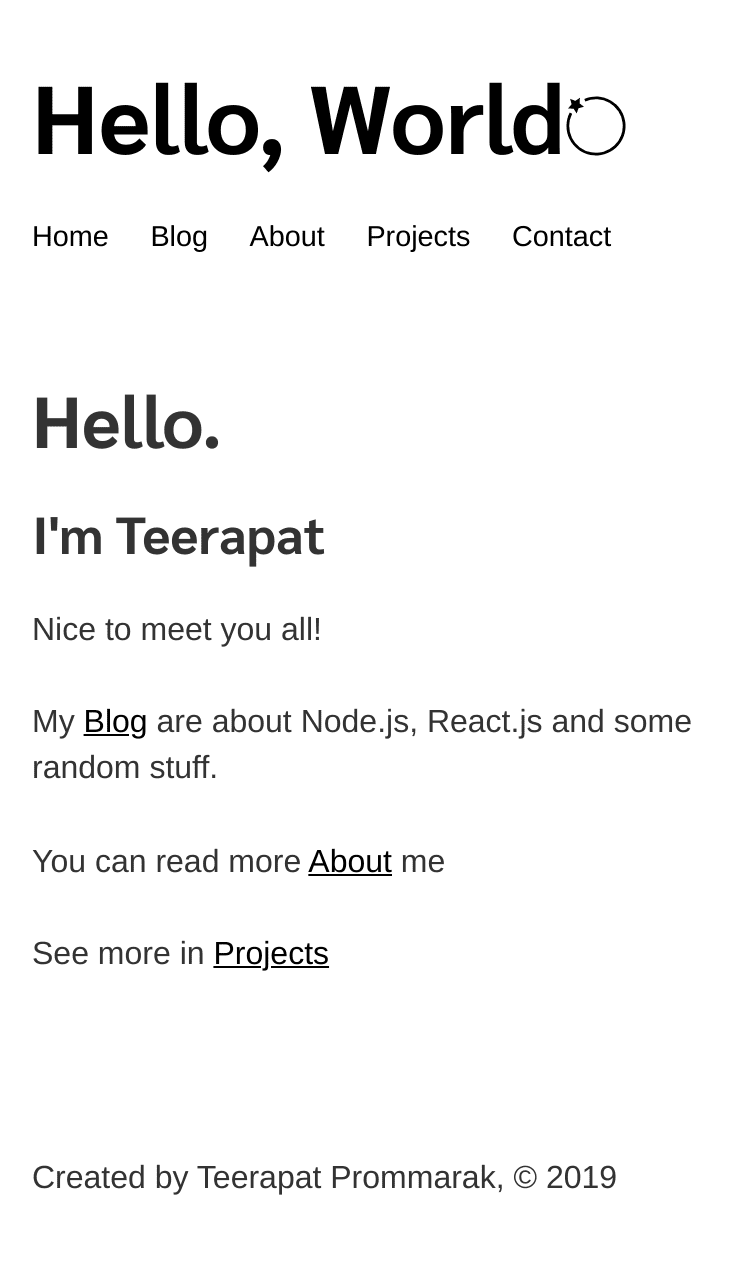 Hello, World
Home Blog About Projects Contact
Hello.
I'm Teerapat
Nice to meet you all!
My Blog are about Node.js, React.js and some
random stuff.
You can read more About me
See more in Projects
Created by Teerapat Prommarak, © 2019